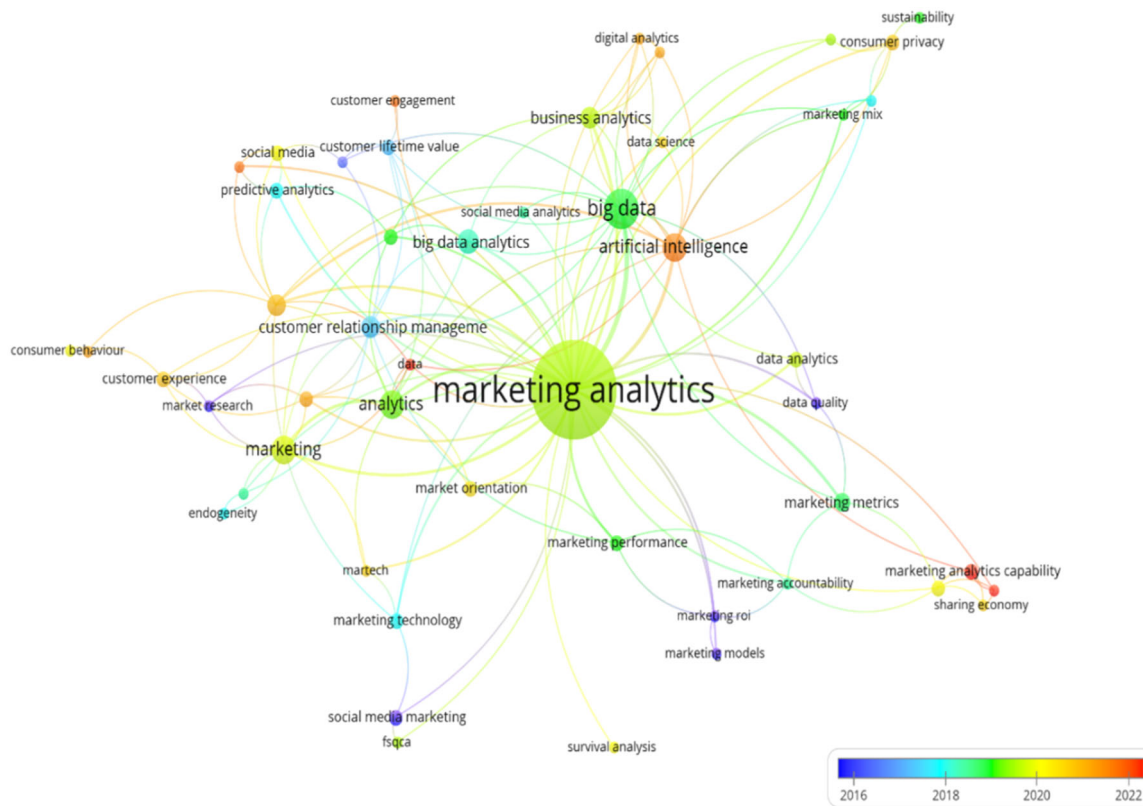 sustainability
digital analytics
consumer privacy
customer engagement
marketing mix
business analytics
data science
social media
customer lifetime value
predictive analytics
social media analytics
big data
big data analytics
artificial intelligence
customer relationship manageme
consumer behaviour
data
data analytics
customer experience
marketing analytics
market research
analytics
data quality
marketing
market orientation
marketing metrics
endogeneity
marketing performance
martech
marketing analytics capability
marketing accountability
sharing economy
marketing technology
marketing roi
marketing models
social media marketing
fsqca
survival analysis
2016 2018 2020 2022